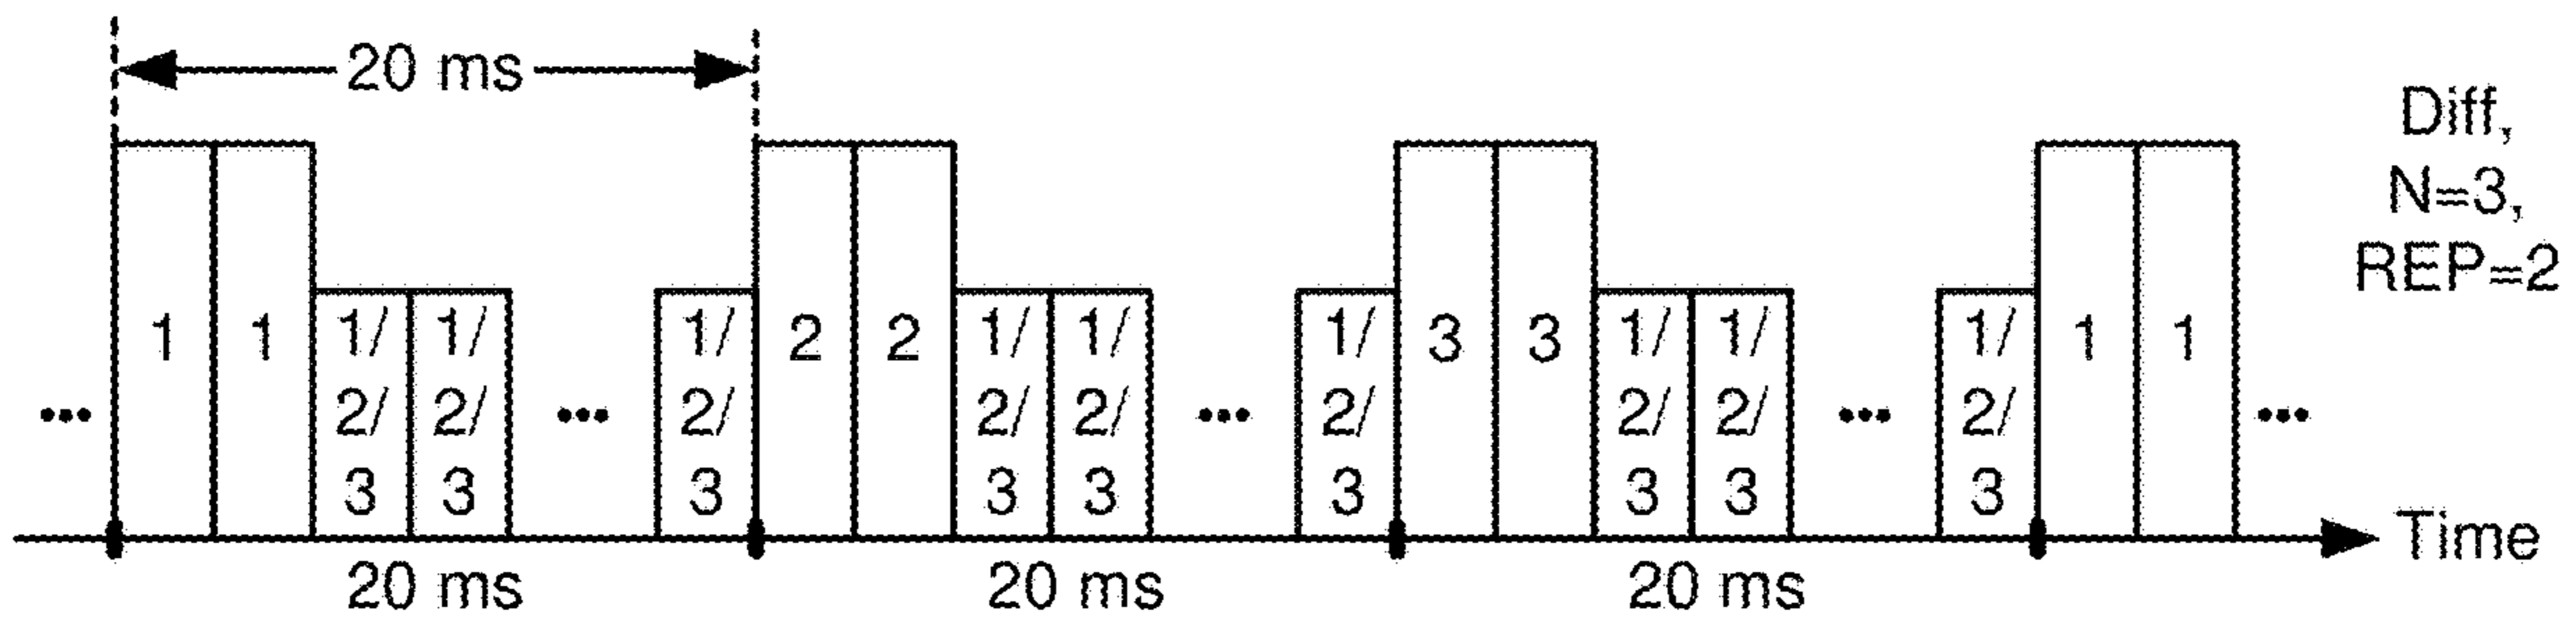 20 ms
Diff,
N=3,
REP=2
1 1 1/ 1/ 1/ 2 2 1/ 1/ 1/ 3 3 1/ 1/ 1/ 1 1
... 2/ 2/ ... 2/ 2/ 2/ ... 2/ 2/ 2/ ... 2/ ...
3 3 3 3 3 3 3 3 3
Time
20 ms 20 ms 20 ms